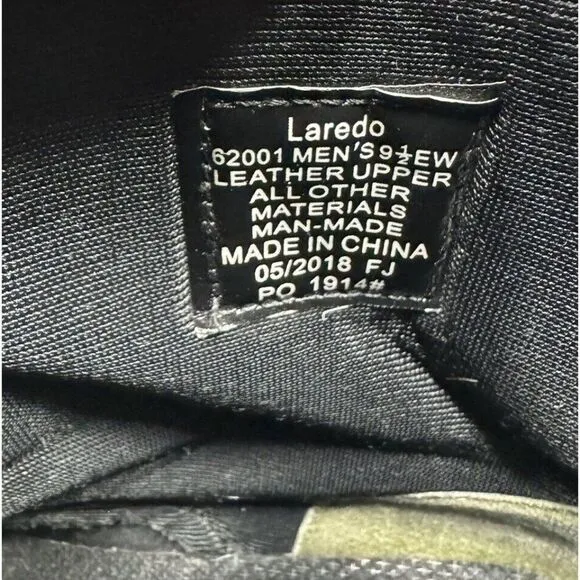 Laredo
62001 MEN'S 9½EW
LEATHER UPPER
ALL OTHER
MATERIALS
MAN-MADE
MADE IN CHINA
05/2018 FJ
PO 1914#